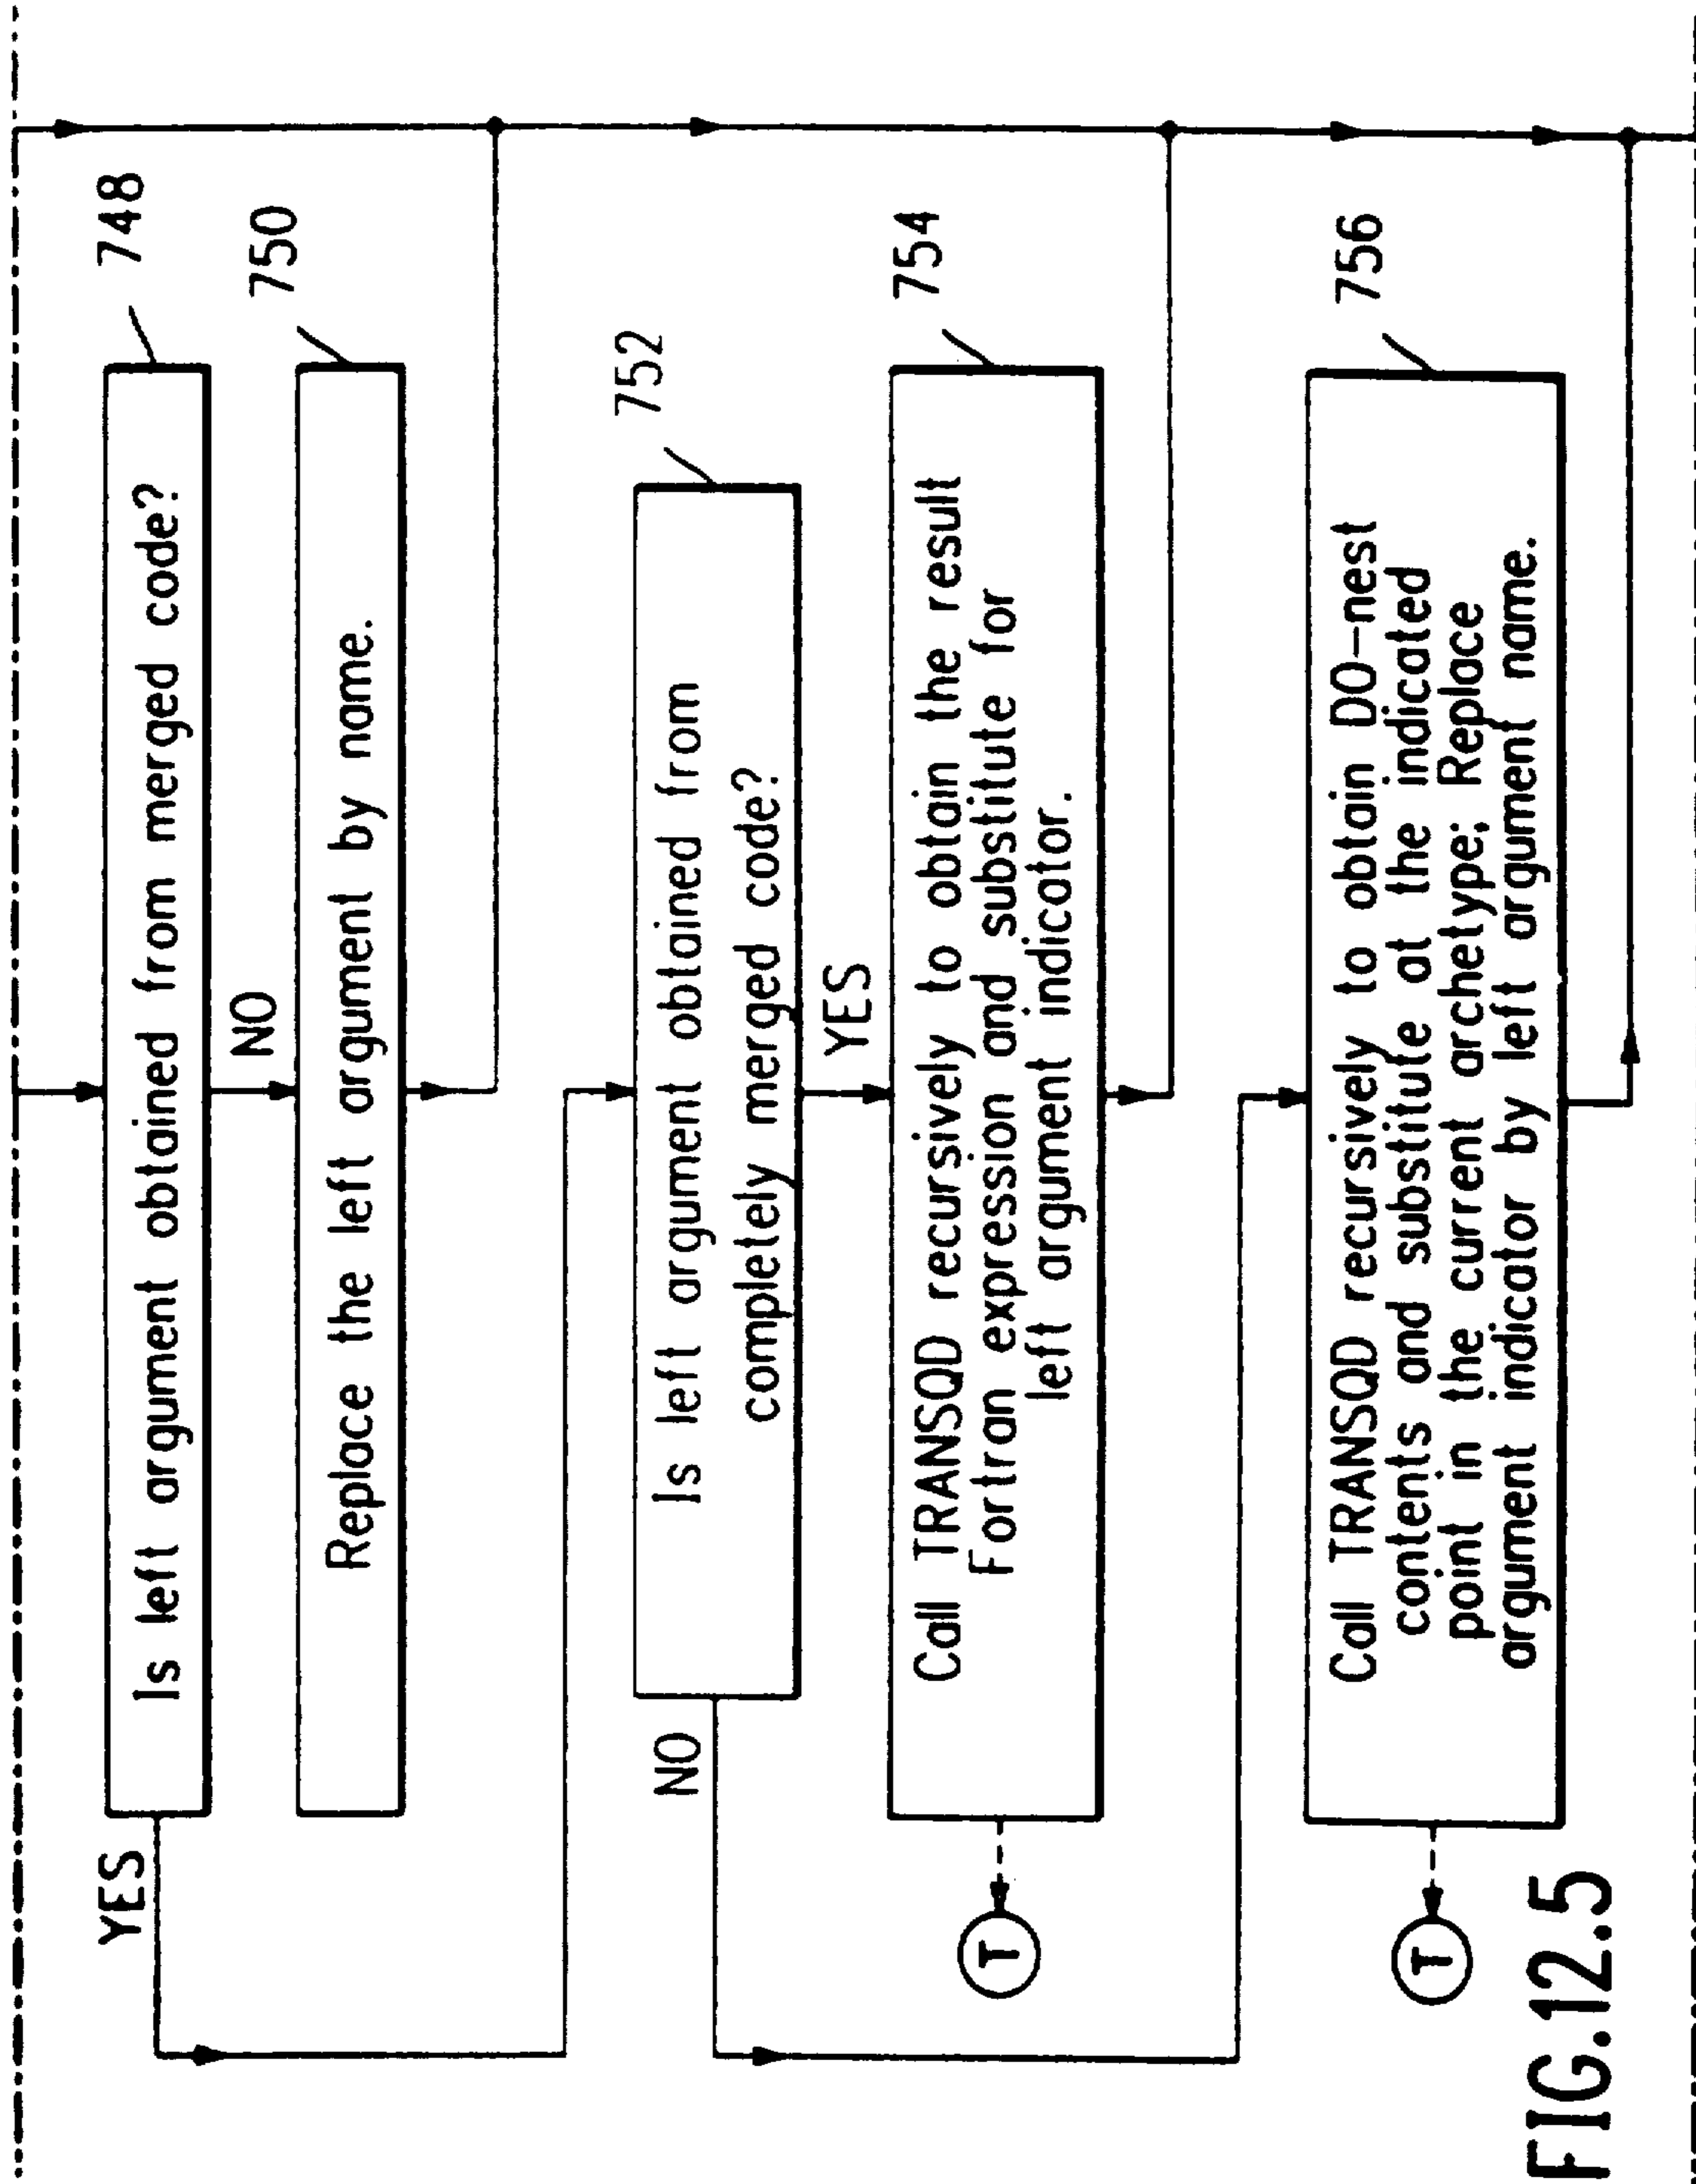 748
YES
Is left argument obtained from merged code?
NO
750
Replace the left argument by name.
752
Is left argument obtained from
completely merged code?
NO
YES
754
Call TRANSQD recursively to obtain the result
Fortran expression and substitute for
left argument indicator.
T
756
Call TRANSQD recursively to obtain DO-nest
contents and substitute at the indicated
point in the current archetype; Replace
argument indicator by left argument name.
T
FIG.12.5